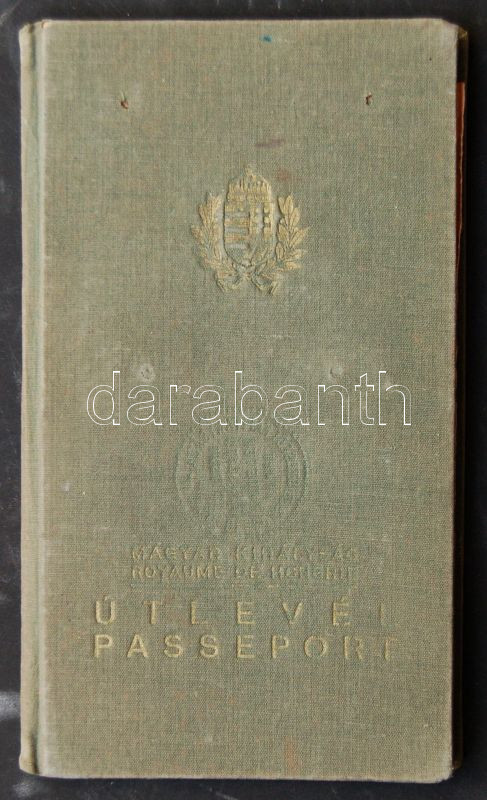 darabanth
MAGYAR KIRÁLYSÁG
ROYAUME DE HONGRIE
ÚTLEVÉL
PASSEPORT